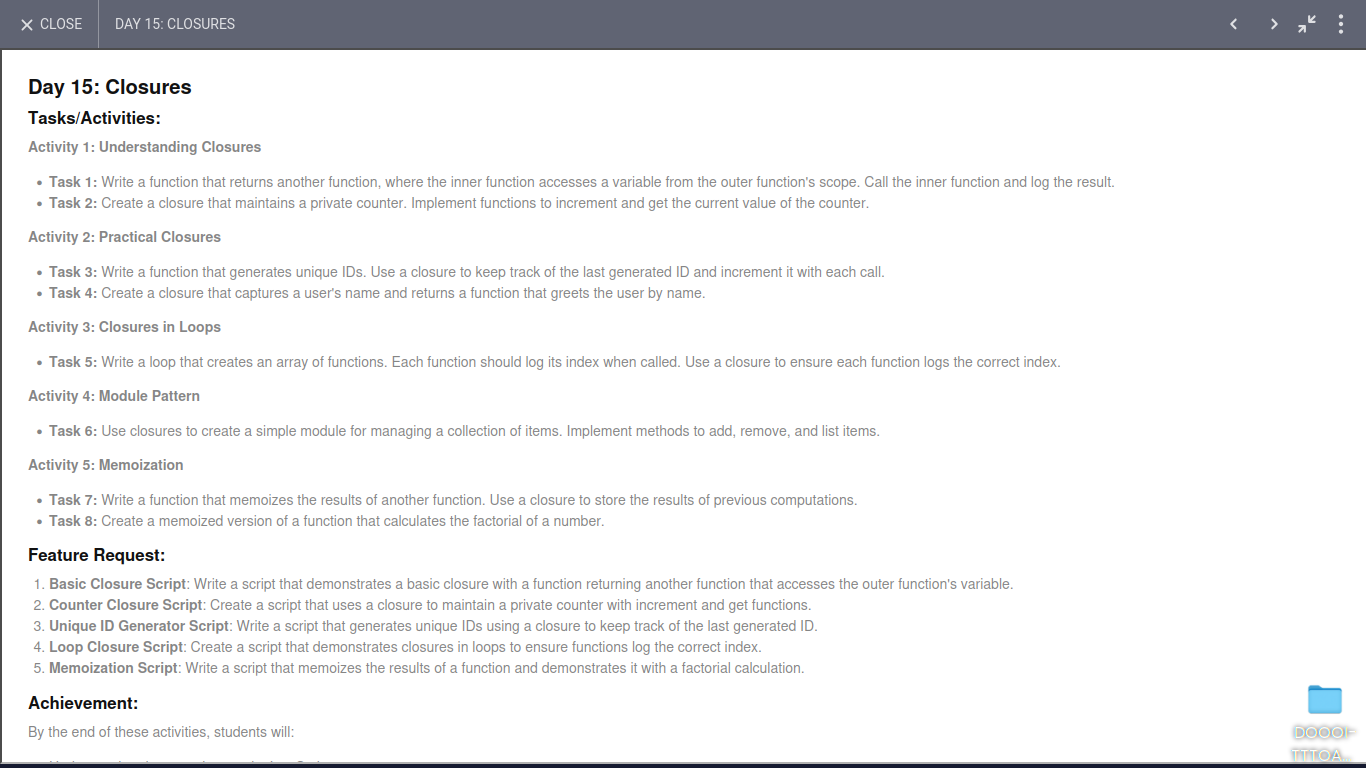 CLOSE
DAY 15: CLOSURES
Day 15: Closures
Tasks/Activities:
Activity 1: Understanding Closures
• Task 1: Write a function that returns another function, where the inner function accesses a variable from the outer function's scope. Call the inner function and log the result.
• Task 2: Create a closure that maintains a private counter. Implement functions to increment and get the current value of the counter.
Activity 2: Practical Closures
• Task 3: Write a function that generates unique IDs. Use a closure to keep track of the last generated ID and increment it with each call.
• Task 4: Create a closure that captures a user's name and returns a function that greets the user by name.
Activity 3: Closures in Loops
• Task 5: Write a loop that creates an array of functions. Each function should log its index when called. Use a closure to ensure each function logs the correct index.
Activity 4: Module Pattern
• Task 6: Use closures to create a simple module for managing a collection of items. Implement methods to add, remove, and list items.
Activity 5: Memoization
• Task 7: Write a function that memoizes the results of another function. Use a closure to store the results of previous computations.
• Task 8: Create a memoized version of a function that calculates the factorial of a number.
Feature Request:
1. Basic Closure Script: Write a script that demonstrates a basic closure with a function returning another function that accesses the outer function's variable.
2. Counter Closure Script: Create a script that uses a closure to maintain a private counter with increment and get functions.
3. Unique ID Generator Script: Write a script that generates unique IDs using a closure to keep track of the last generated ID.
4. Loop Closure Script: Create a script that demonstrates closures in loops to ensure functions log the correct index.
5. Memoization Script: Write a script that memoizes the results of a function and demonstrates it with a factorial calculation.
Achievement:
By the end of these activities, students will: